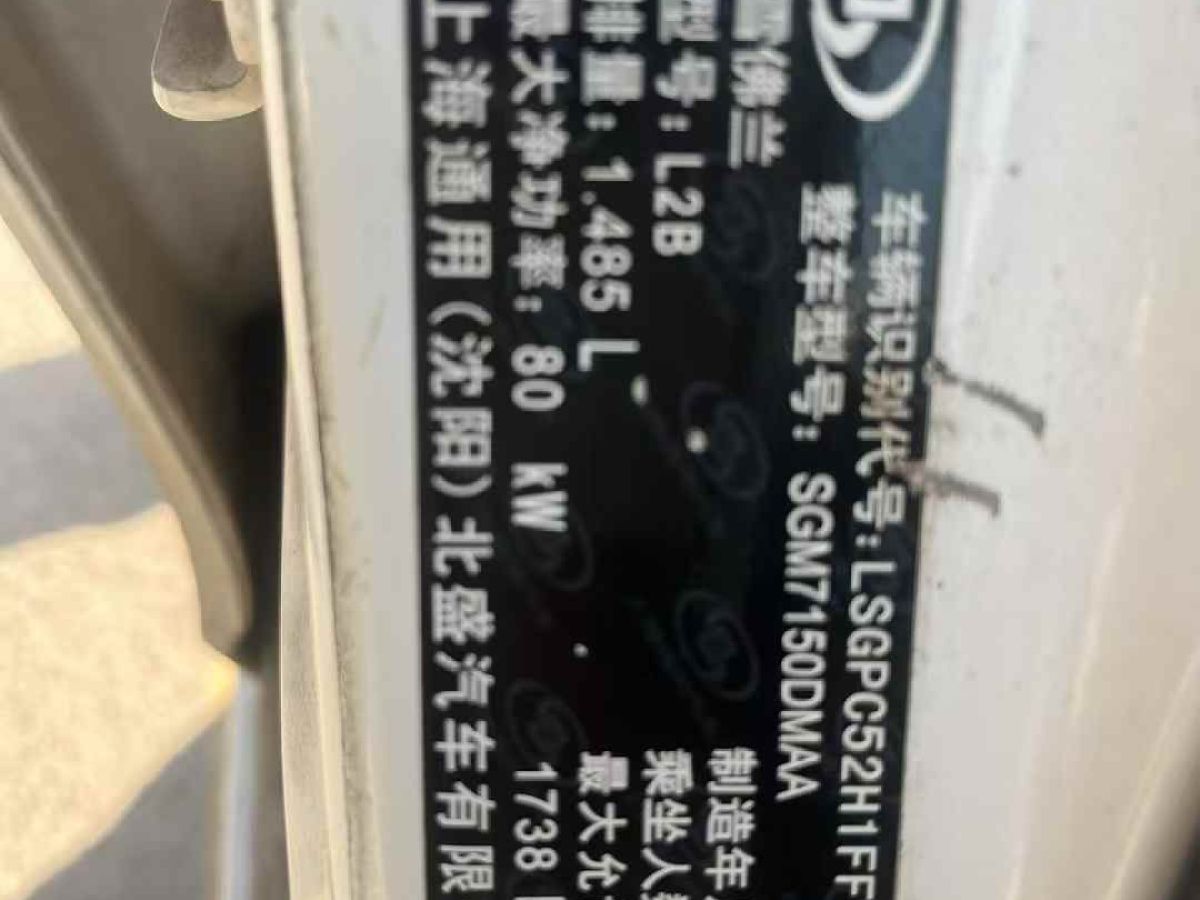 车辆识别代号:LSGPC52H1FF
整车型号:SGM7150DMAA
雪佛兰
制造年
型号:L2B
乘坐人数
排量:1.485 L
最大允
最大净功率:80 kW
1738
上海通用(沈阳)北盛汽车有限